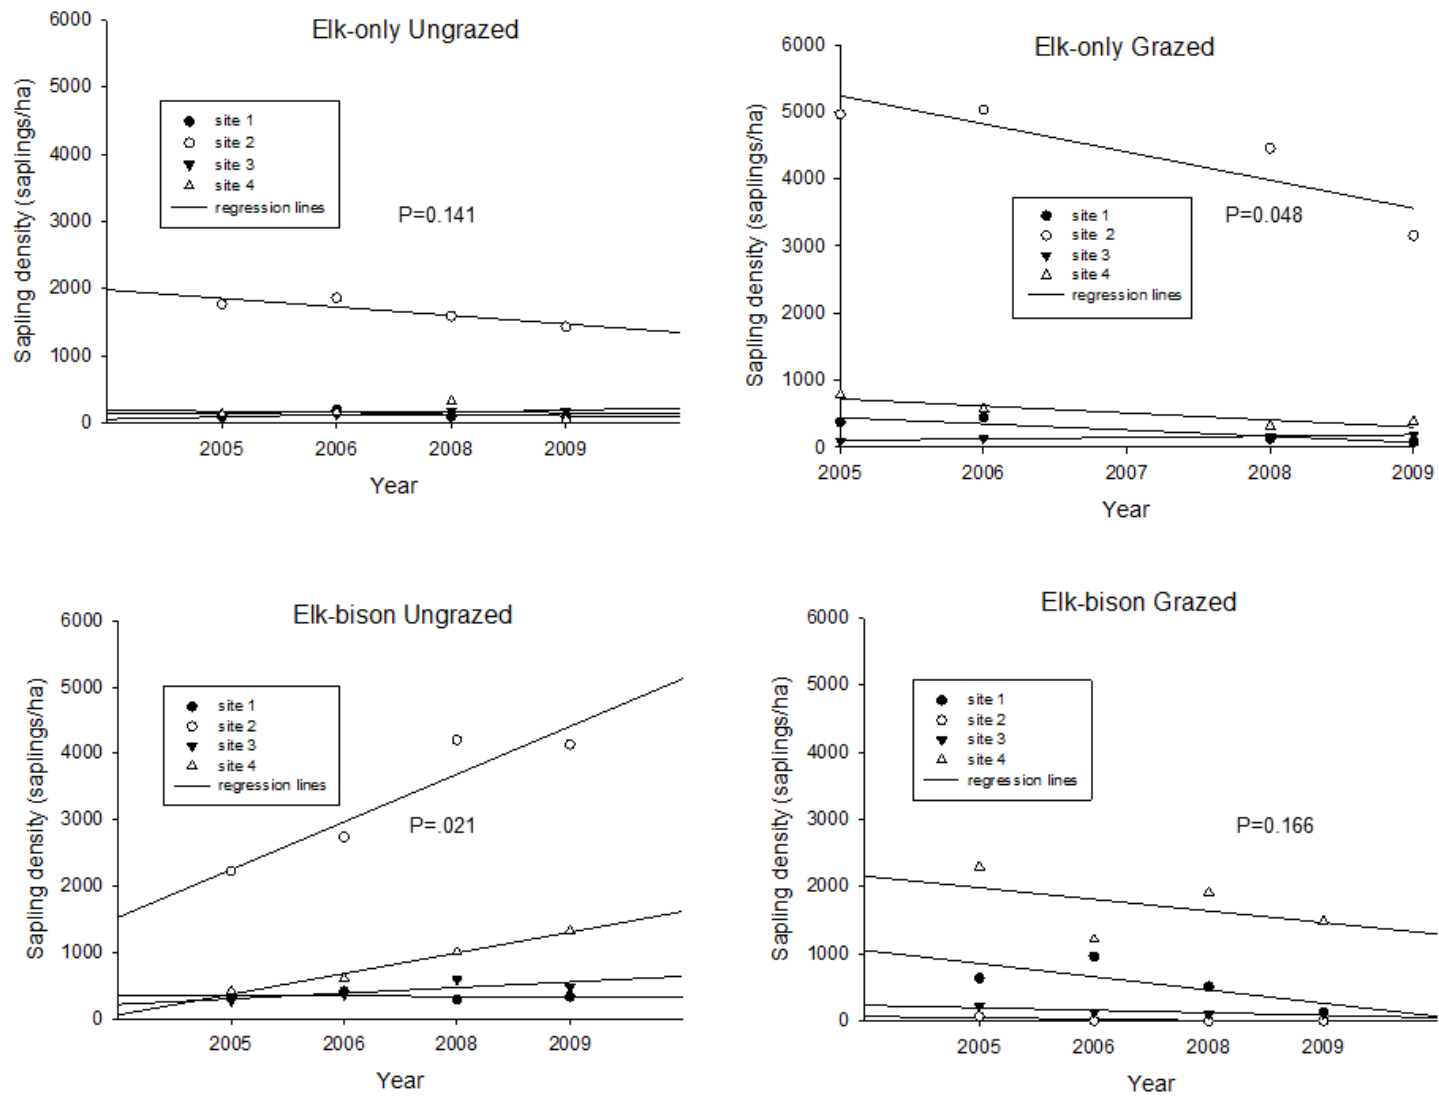 Elk-only Ungrazed
6000
5000
4000
3000
2000
1000
0
Sapling density (saplings/ha)
site 1
site 2
site 3
site 4
regression lines
P=0.141
2005 2006 2008 2009
Year
Elk-only Grazed
6000
5000
4000
3000
2000
1000
0
Sapling density (saplings/ha)
site 1
site 2
site 3
site 4
regression lines
P=0.048
2005 2006 2007 2008 2009
Year
Elk-bison Ungrazed
6000
5000
4000
3000
2000
1000
0
Sapling density (saplings/ha)
site 1
site 2
site 3
site 4
regression lines
P=.021
2005 2006 2008 2009
Year
Elk-bison Grazed
6000
5000
4000
3000
2000
1000
0
Sapling density (saplings/ha)
site 1
site 2
site 3
site 4
regression lines
P=0.166
2005 2006 2008 2009
Year